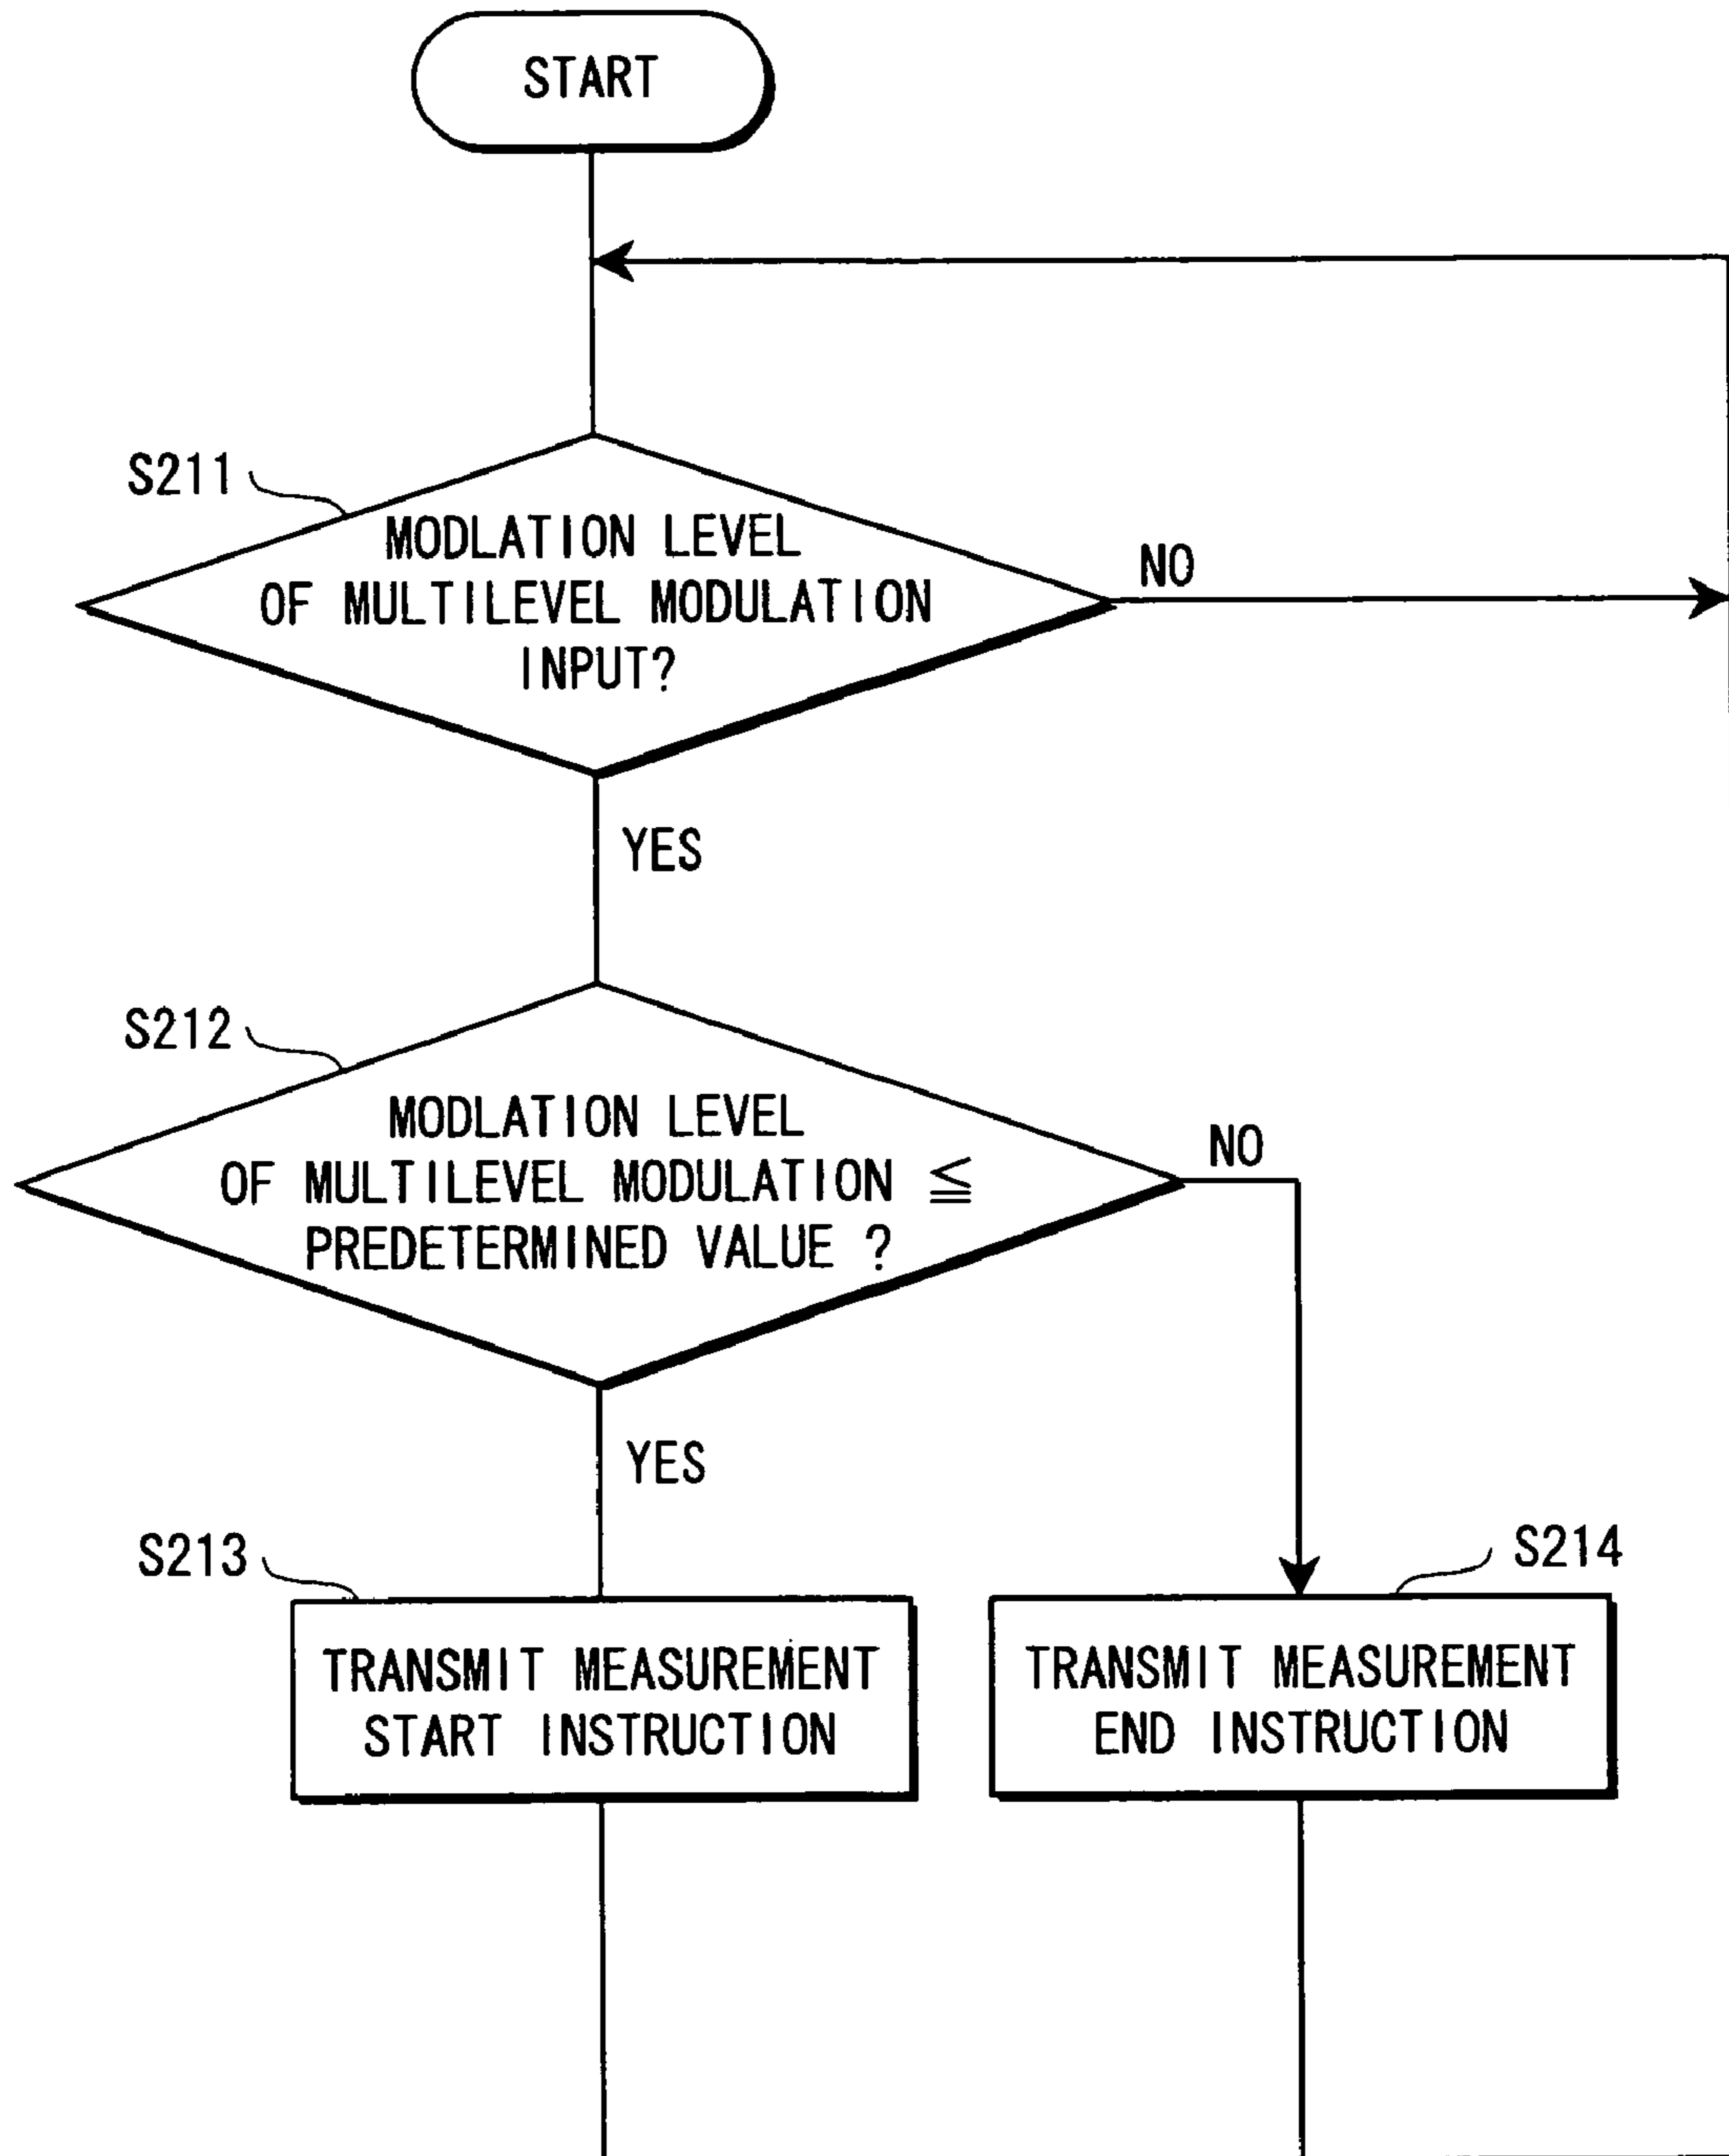 START
S211
MODLATION LEVEL
OF MULTILEVEL MODULATION
INPUT?
NO
YES
S212
MODLATION LEVEL
OF MULTILEVEL MODULATION ≦
PREDETERMINED VALUE ?
NO
YES
S213
TRANSMIT MEASUREMENT
START INSTRUCTION
S214
TRANSMIT MEASUREMENT
END INSTRUCTION